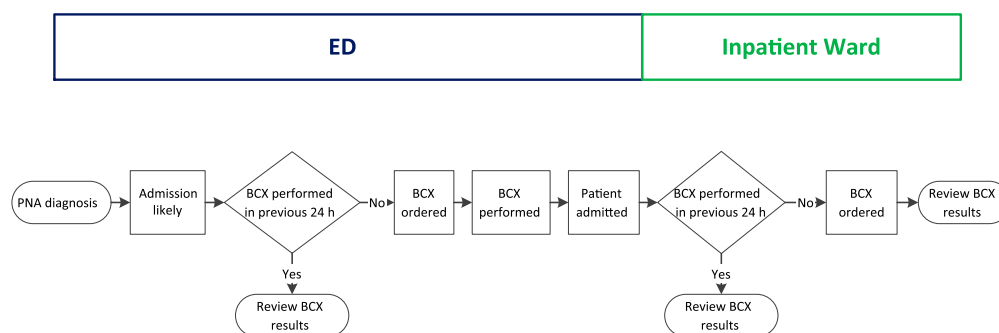 ED
Inpatient Ward
PNA diagnosis
Admission
likely
BCX performed
in previous 24 h
No
BCX
ordered
BCX
performed
Patient
admitted
BCX performed
in previous 24 h
No
BCX
ordered
Review BCX
results
Yes
Review BCX
results
Yes
Review BCX
results